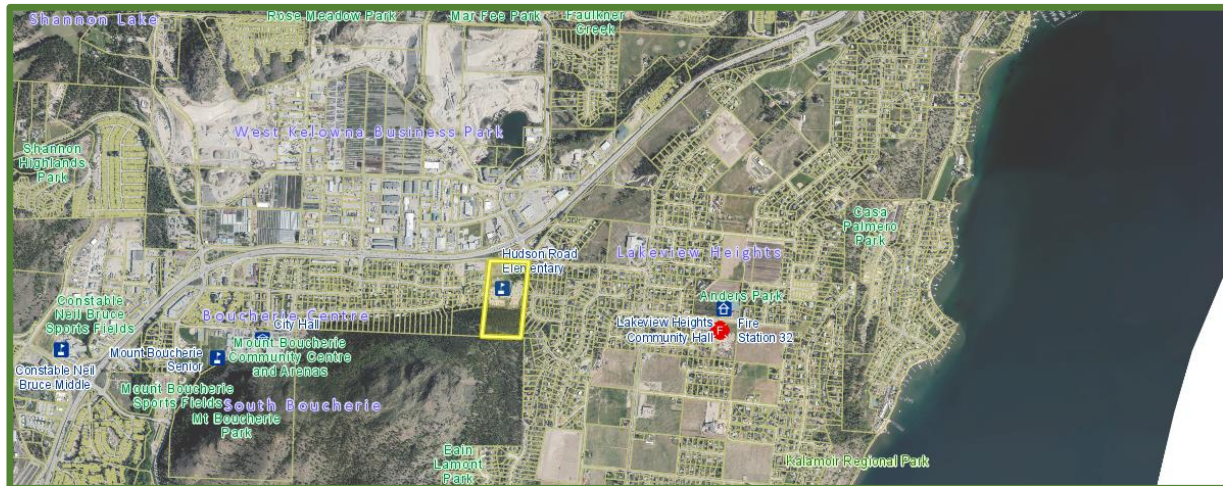 Shannon Lake
Rose Meadow Park
Mar Fee Park
Faulkner
Creek
West Kelowna Business Park
Shannon
Highlands
Park
Casa
Palmero
Park
Hudson Road
Elementary
Lakeview Heights
Anders Park
Constable
Neil Bruce
Sports Fields
Boucherie Centre
City Hall
Lakeview Heights
Community Hall
F
Fire
Station 32
Mount Boucherie
Senior
Mount Boucherie
Community Centre
and Arenas
Constable Neil
Bruce Middle
Mount Boucherie
Sports Fields
South Boucherie
Mt Boucherie
Park
Eain
Lamont
Park
Kalamoir Regional Park